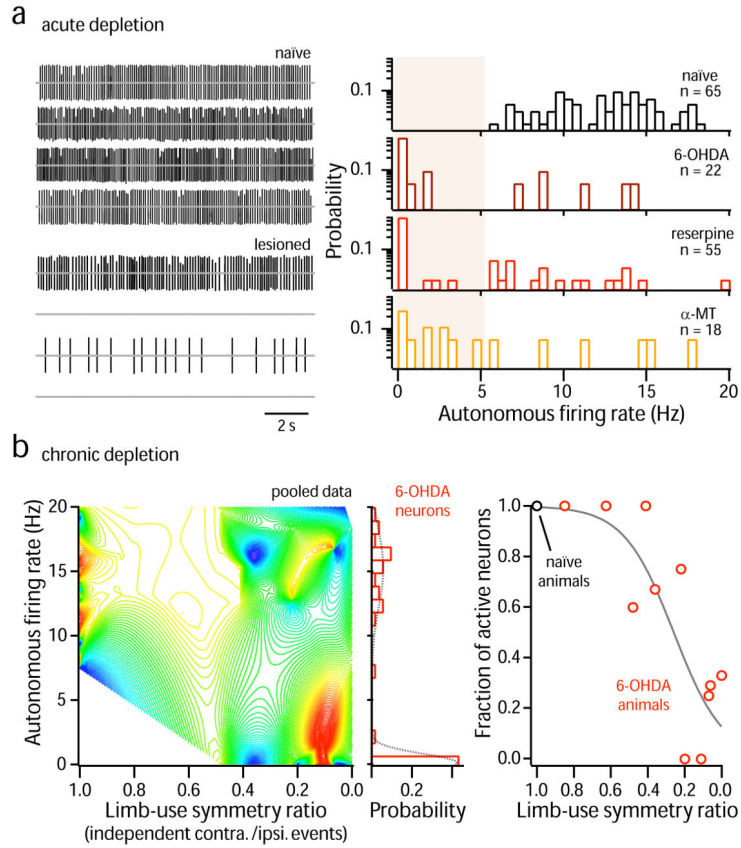 a acute depletion
naïve
lesioned
2 s
Probability
0.1
naïve
n = 65
0.1
6-OHDA
n = 22
0.1
reserpine
n = 55
0.1
α-MT
n = 18
0 5 10 15 20
Autonomous firing rate (Hz)
b chronic depletion
pooled data
Autonomous firing rate (Hz)
20
15
10
5
0
1.0 0.8 0.6 0.4 0.2 0.0
Limb-use symmetry ratio
(independent contra./ipsi. events)
6-OHDA
neurons
0.0 0.4
Probability
Fraction of active neurons
1.0
0.8
0.6
0.4
0.2
0.0
naïve
animals
6-OHDA
animals
1.0 0.8 0.6 0.4 0.2 0.0
Limb-use symmetry ratio